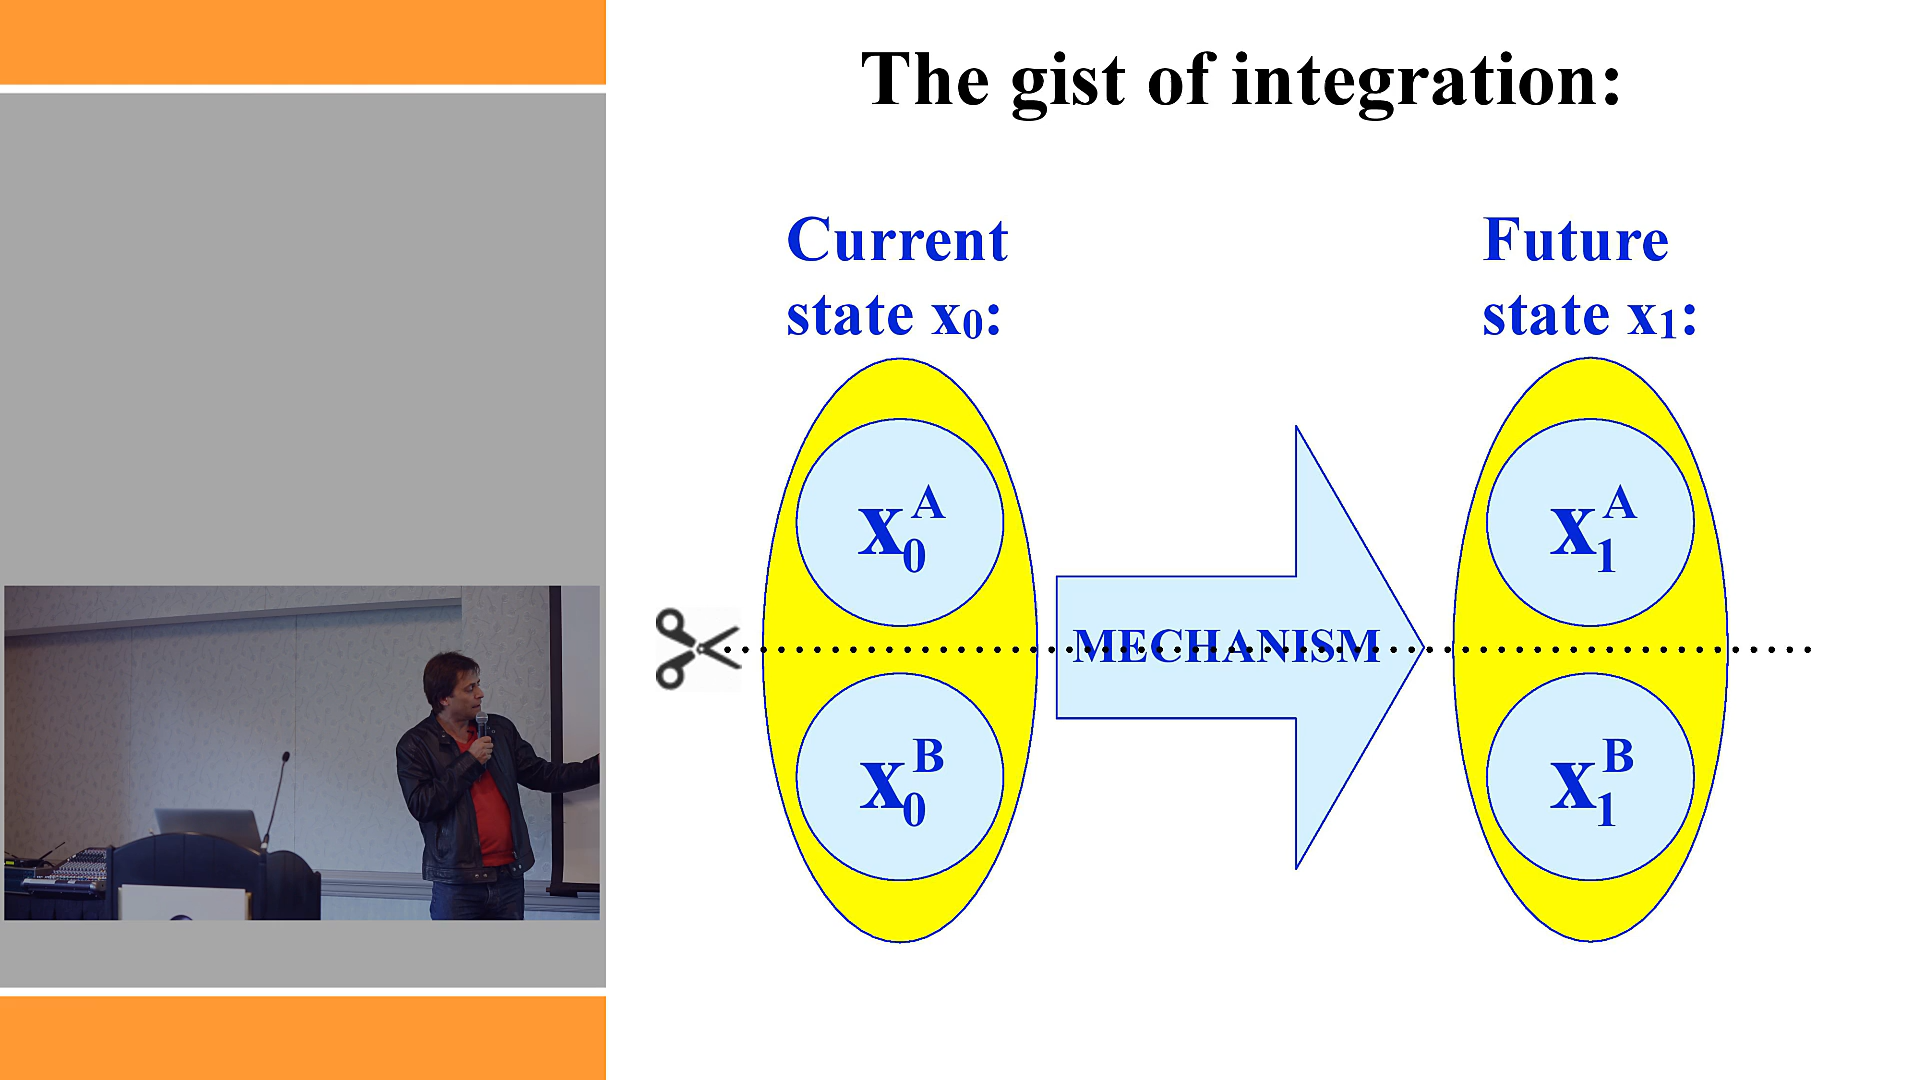 The gist of integration:
Current
state x₀:
Future
state x₁:
x₀ᴬ
x₁ᴬ
MECHANISM
x₀ᴮ
x₁ᴮ